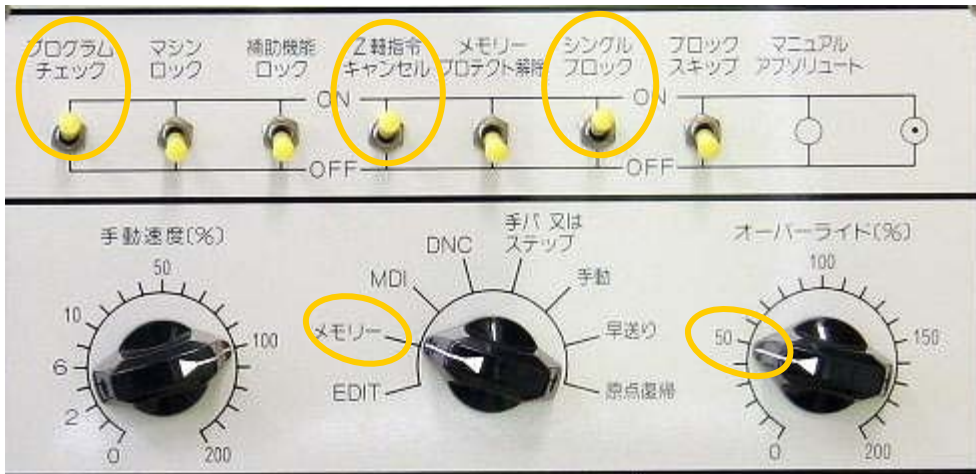 プログラム
チェック
マシン
ロック
補助機能
ロック
Z軸指令
キャンセル
メモリー
プロテクト解除
シングル
ブロック
ブロック
スキップ
マニュアル
アブソリュート
ON
ON
OFF
OFF
手動速度(%)
0
2
6
10
50
100
200
EDIT
メモリー
MDI
DNC
手パ 又は
ステップ
手動
早送り
原点復帰
オーバーライド(%)
0
50
100
150
200